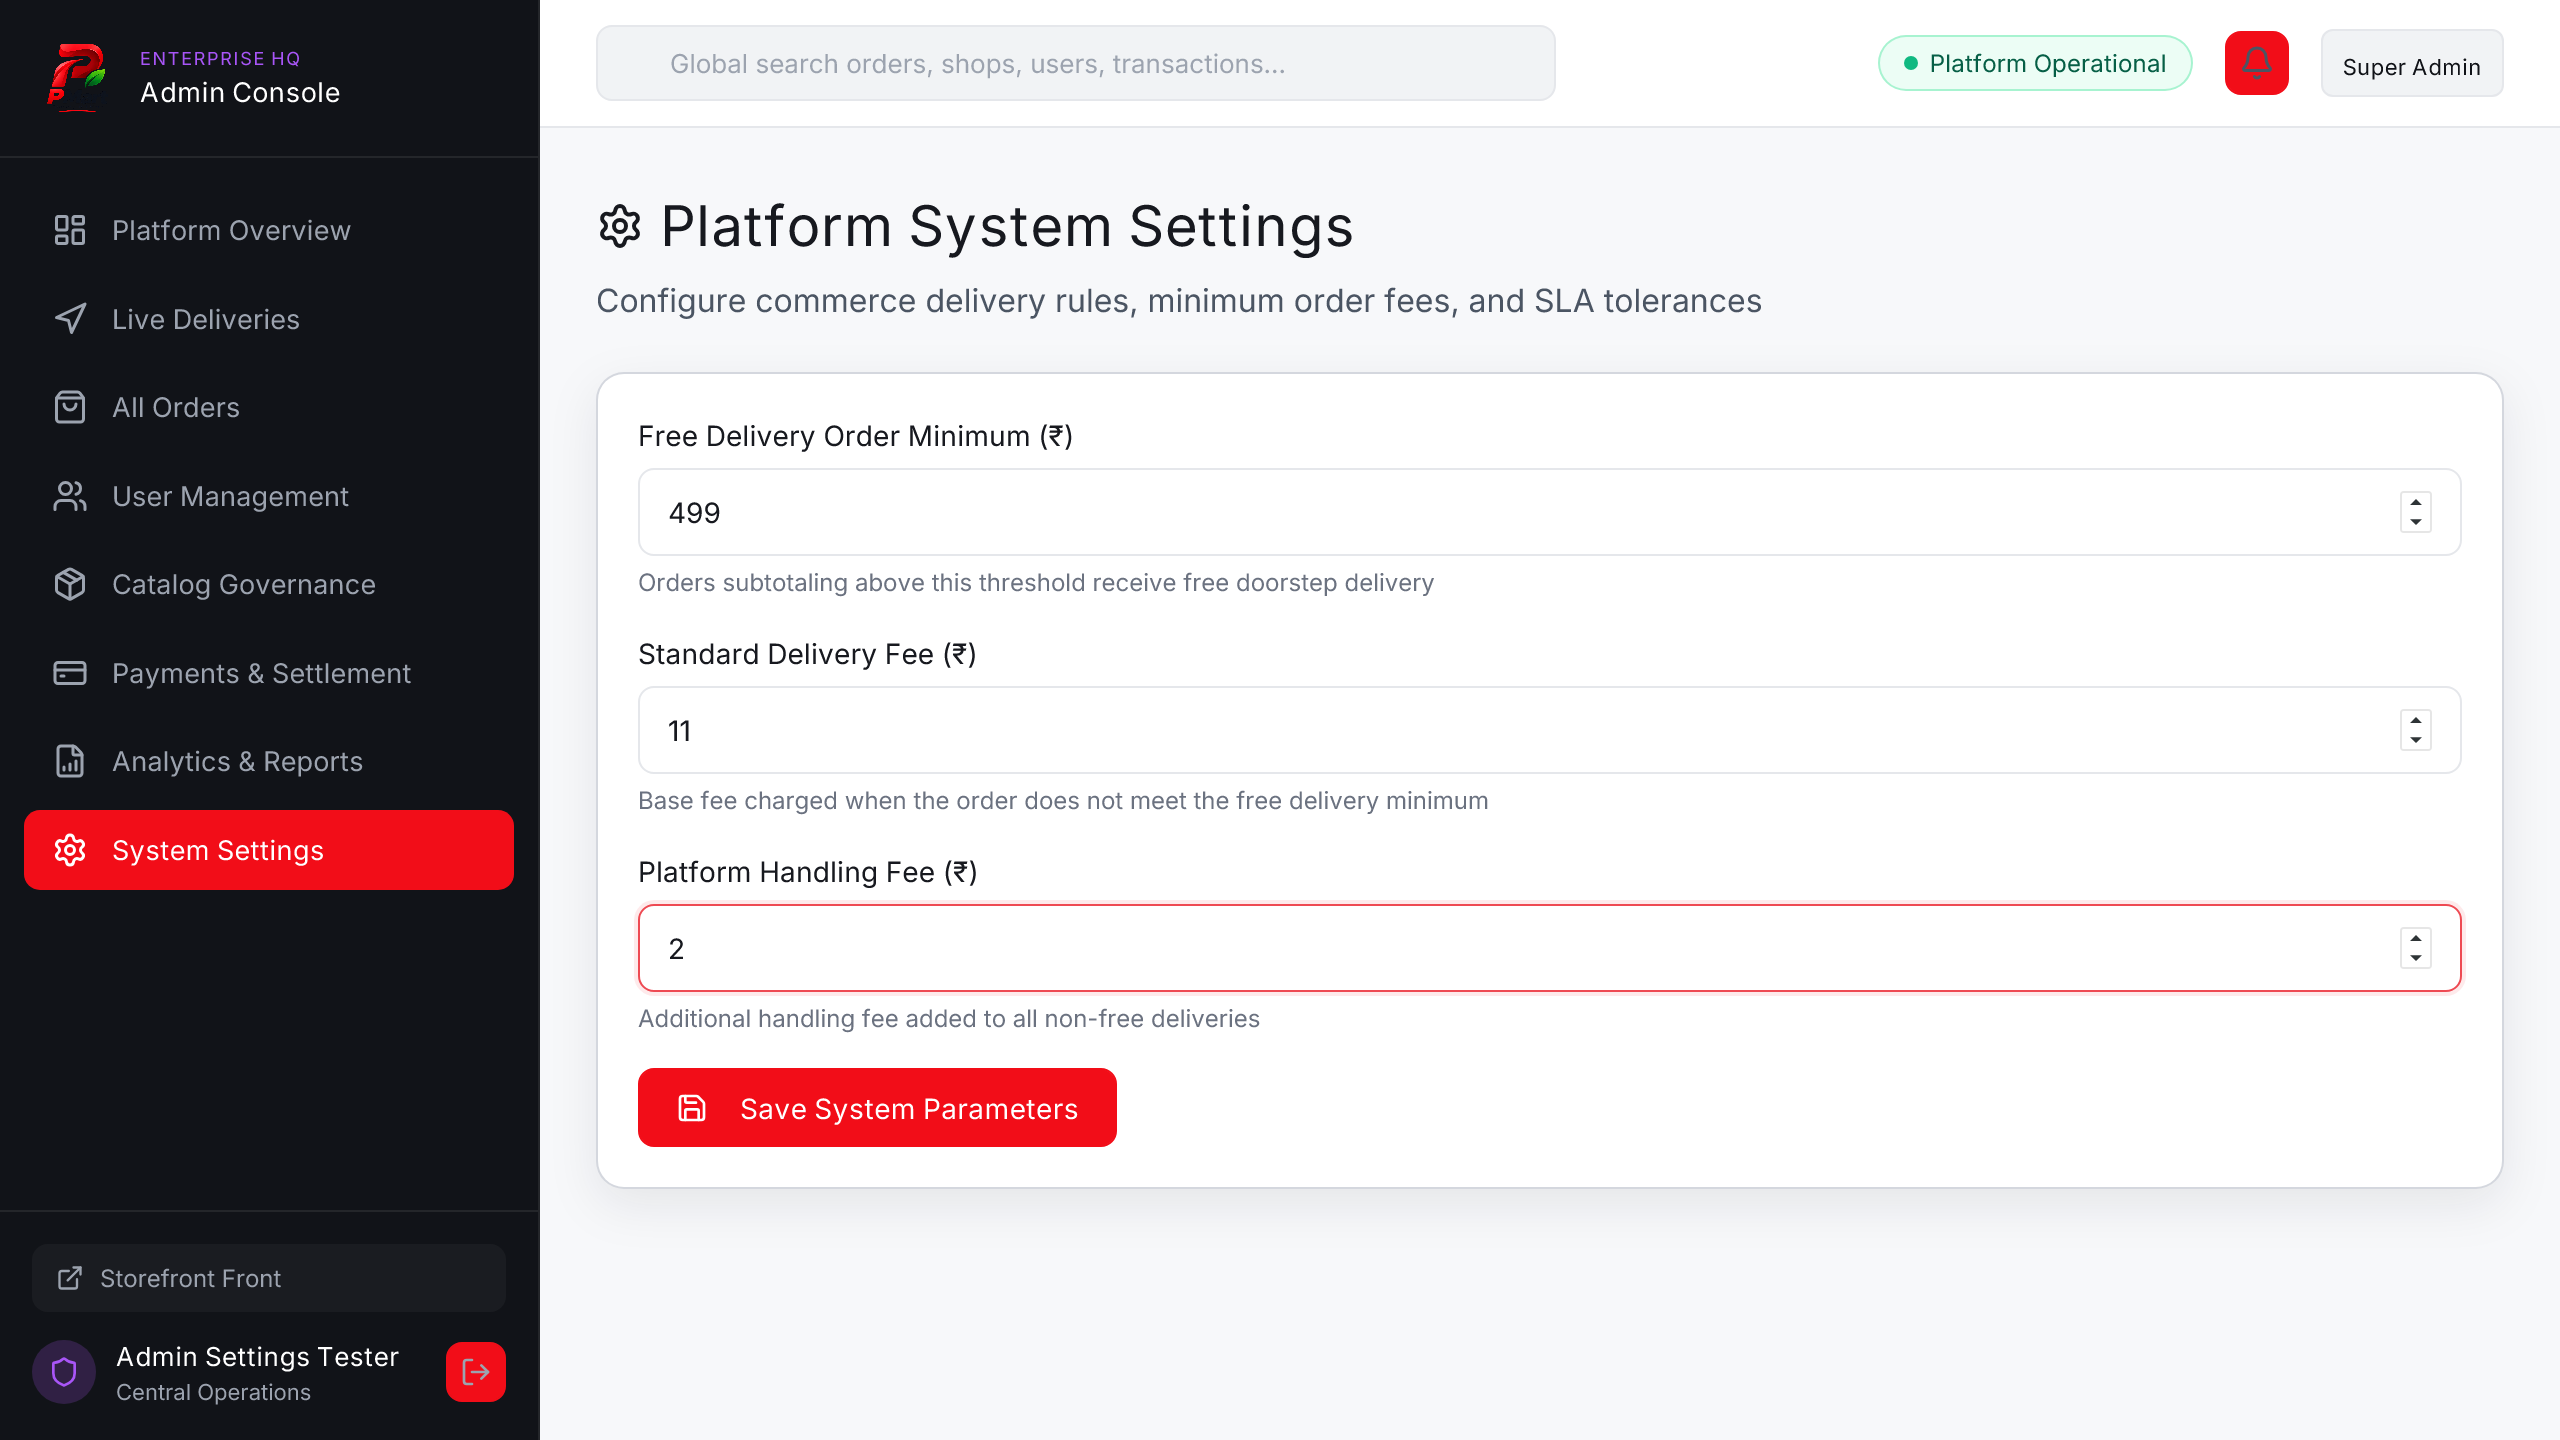 ENTERPRISE HQ
Admin Console
Platform Overview
Live Deliveries
All Orders
User Management
Catalog Governance
Payments & Settlement
Analytics & Reports
System Settings
Storefront Front
Admin Settings Tester
Central Operations
Global search orders, shops, users, transactions...
Platform Operational
Super Admin
Platform System Settings
Configure commerce delivery rules, minimum order fees, and SLA tolerances
Free Delivery Order Minimum (₹)
499
Orders subtotaling above this threshold receive free doorstep delivery
Standard Delivery Fee (₹)
11
Base fee charged when the order does not meet the free delivery minimum
Platform Handling Fee (₹)
2
Additional handling fee added to all non-free deliveries
Save System Parameters